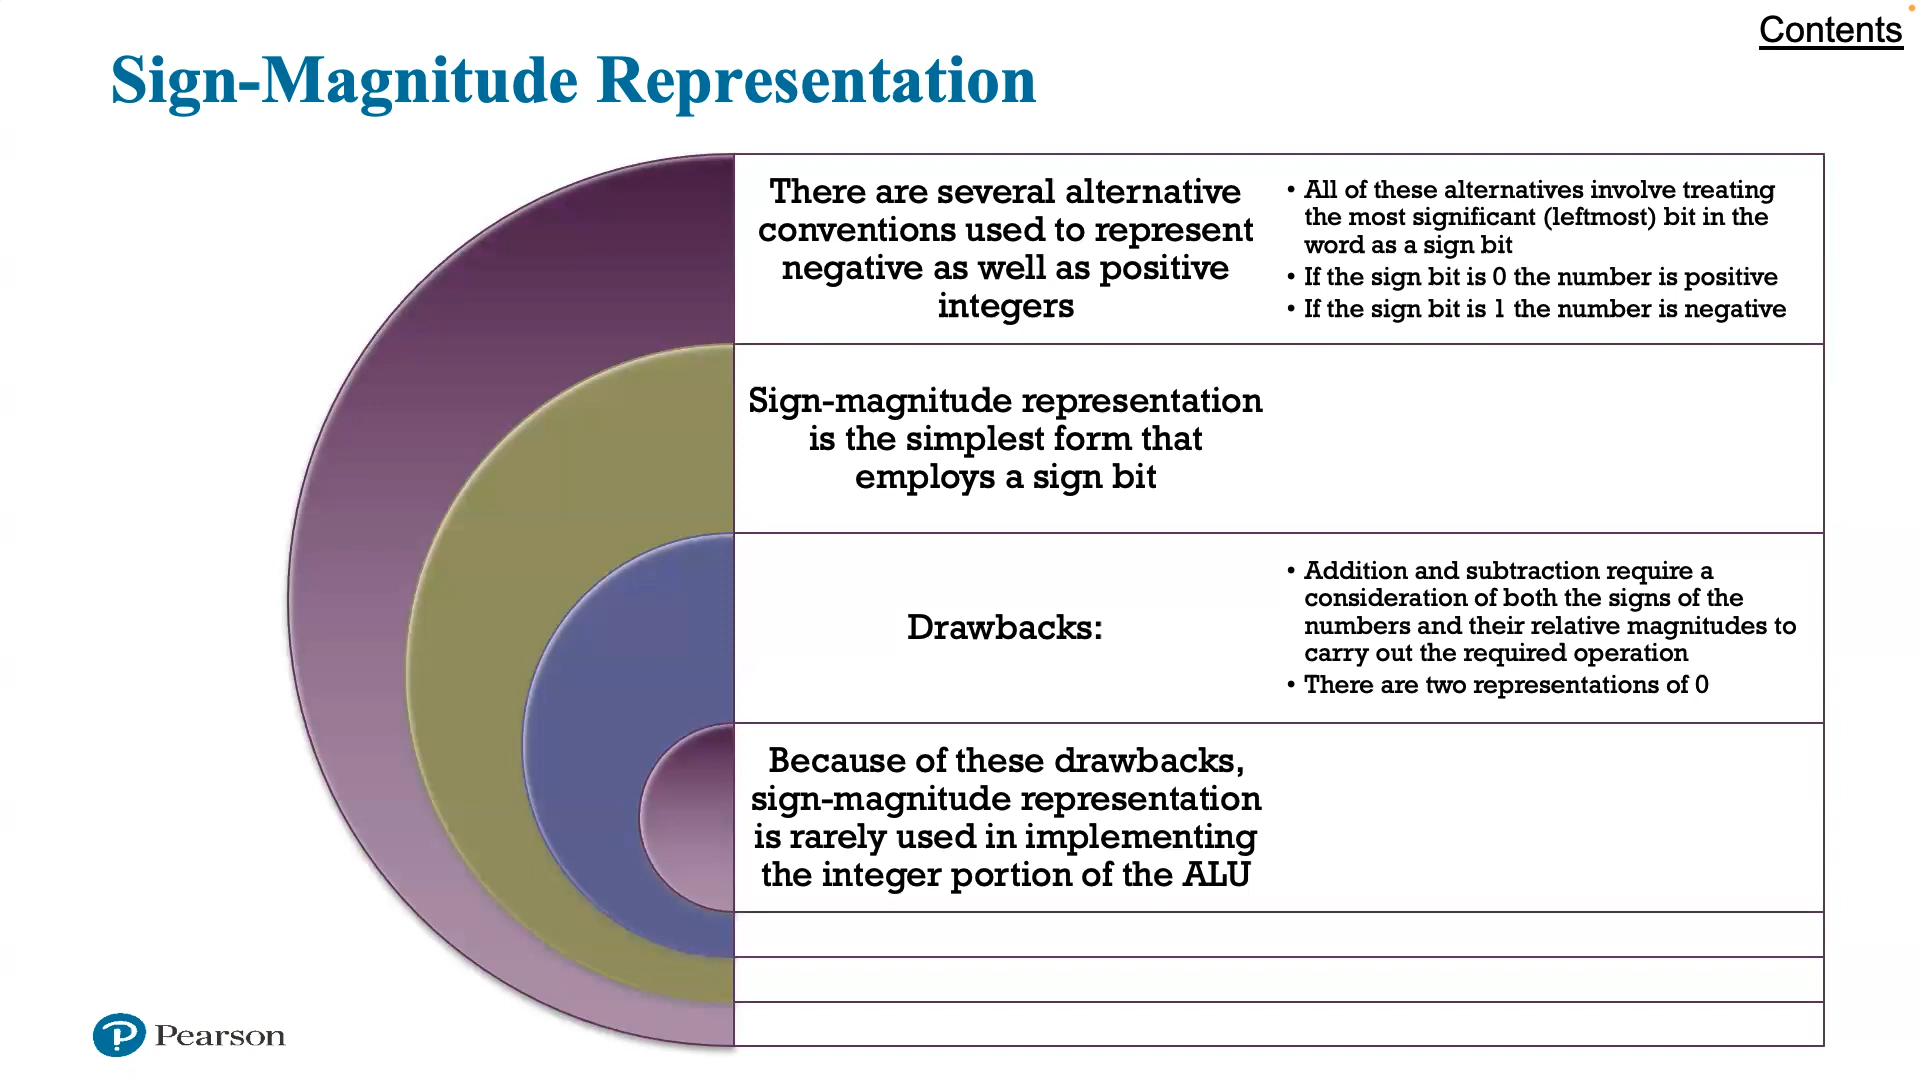 Contents
Sign-Magnitude Representation
There are several alternative
conventions used to represent
negative as well as positive
integers
• All of these alternatives involve treating
the most significant (leftmost) bit in the
word as a sign bit
• If the sign bit is 0 the number is positive
• If the sign bit is 1 the number is negative
Sign-magnitude representation
is the simplest form that
employs a sign bit
Drawbacks:
• Addition and subtraction require a
consideration of both the signs of the
numbers and their relative magnitudes to
carry out the required operation
• There are two representations of 0
Because of these drawbacks,
sign-magnitude representation
is rarely used in implementing
the integer portion of the ALU
Pearson